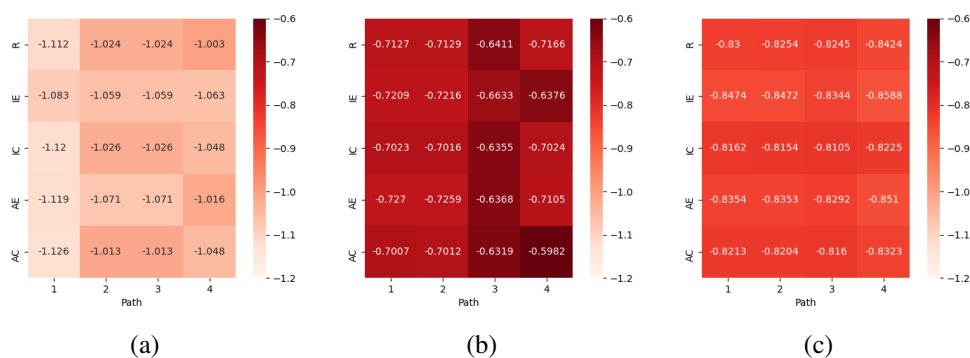 -0.6
-0.7
-0.8
-0.9
-1.0
-1.1
-1.2
R
IE
IC
AE
AC
-1.112 -1.024 -1.024 -1.003
-1.083 -1.059 -1.059 -1.063
-1.12 -1.026 -1.026 -1.048
-1.119 -1.071 -1.071 -1.016
-1.126 -1.013 -1.013 -1.048
1 2 3 4
Path
(a)
-0.6
-0.7
-0.8
-0.9
-1.0
-1.1
-1.2
R
IE
IC
AE
AC
-0.7127 -0.7129 -0.6411 -0.7166
-0.7209 -0.7216 -0.6633 -0.6376
-0.7023 -0.7016 -0.6355 -0.7024
-0.727 -0.7259 -0.6368 -0.7105
-0.7007 -0.7012 -0.6319 -0.5982
1 2 3 4
Path
(b)
-0.6
-0.7
-0.8
-0.9
-1.0
-1.1
-1.2
R
IE
IC
AE
AC
-0.83 -0.8254 -0.8245 -0.8424
-0.8474 -0.8472 -0.8344 -0.8588
-0.8162 -0.8154 -0.8105 -0.8225
-0.8354 -0.8353 -0.8292 -0.851
-0.8213 -0.8204 -0.816 -0.8323
1 2 3 4
Path
(c)